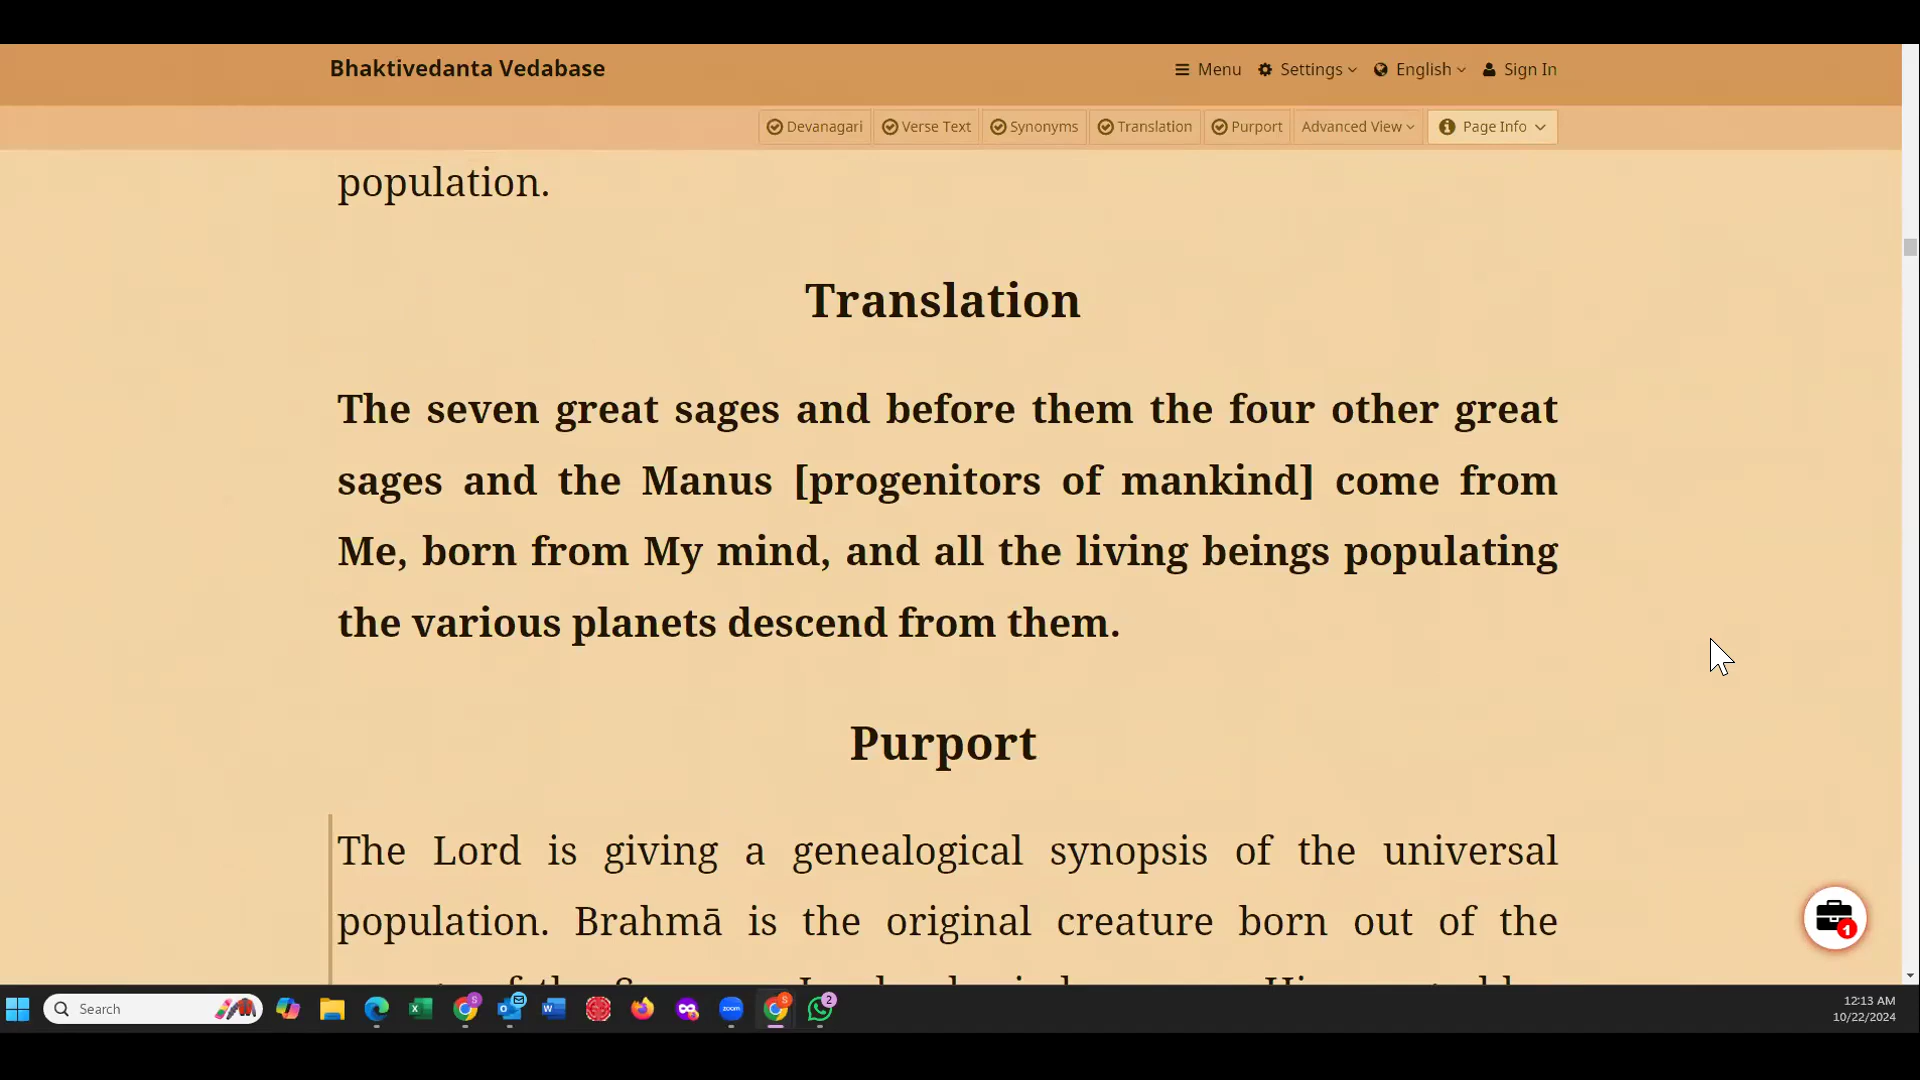 Bhaktivedanta Vedabase
Menu Settings English Sign In
Devanagari Verse Text Synonyms Translation Purport Advanced View Page Info
population.
Translation
The seven great sages and before them the four other great
sages and the Manus [progenitors of mankind] come from
Me, born from My mind, and all the living beings populating
the various planets descend from them.
Purport
The Lord is giving a genealogical synopsis of the universal
population. Brahmā is the original creature born out of the
1
Search
zoom
S
S
2
12:13 AM
10/22/2024